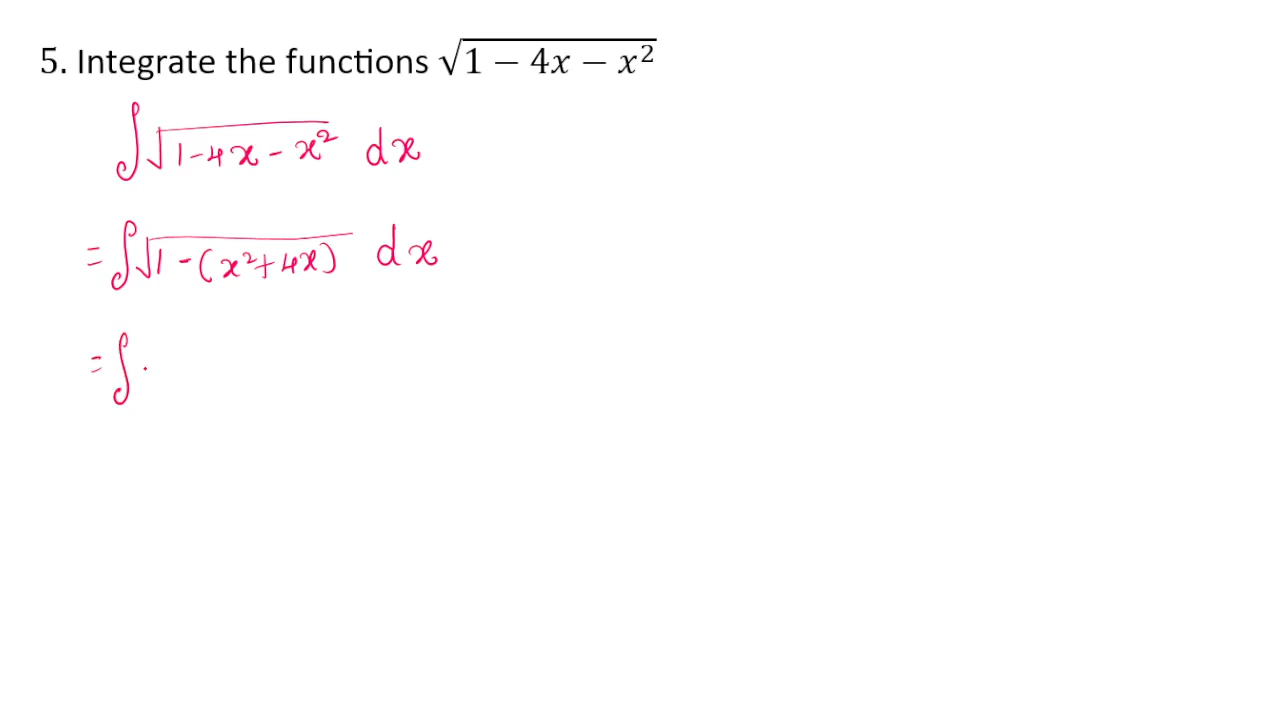 5. Integrate the functions √(1 − 4x − x²)
∫√(1-4x-x²) dx
= ∫√(1-(x²+4x)) dx
= ∫